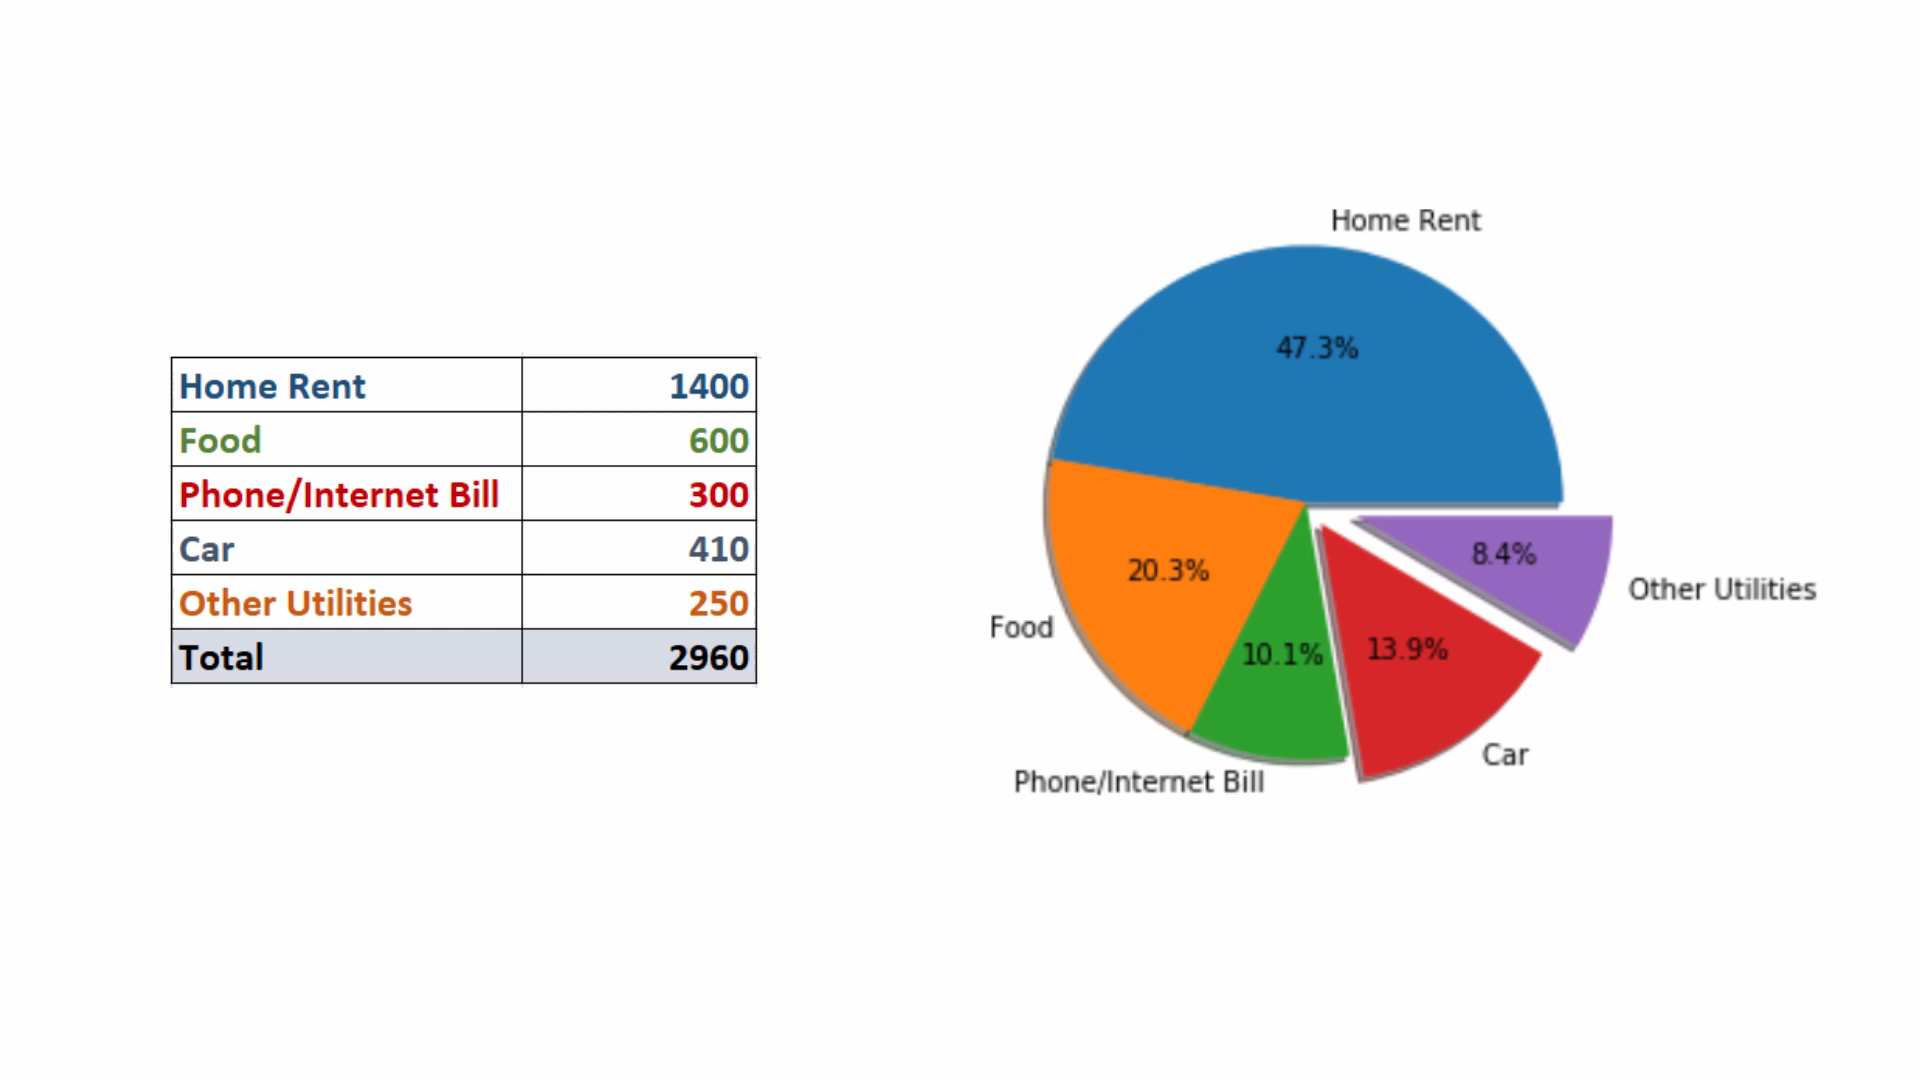 Home Rent 1400
Food 600
Phone/Internet Bill 300
Car 410
Other Utilities 250
Total 2960
Home Rent
47.3%
20.3%
Food
10.1%
Phone/Internet Bill
13.9%
Car
8.4%
Other Utilities